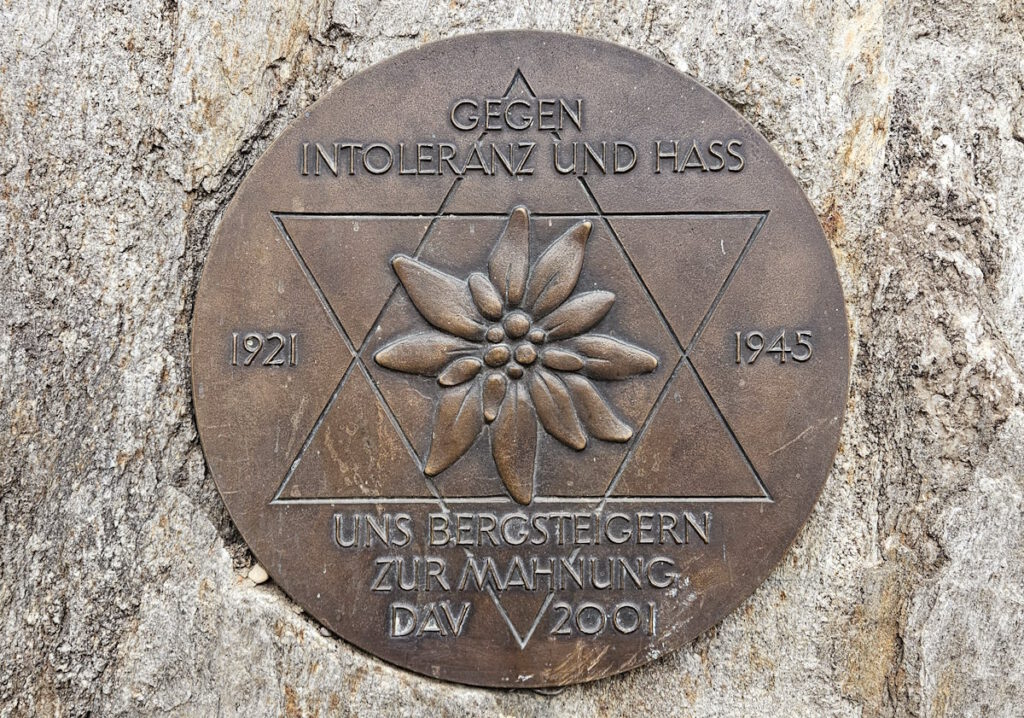 GEGEN
INTOLERANZ UND HASS
1921 1945
UNS BERGSTEIGERN
ZUR MAHNUNG
DAV 2001